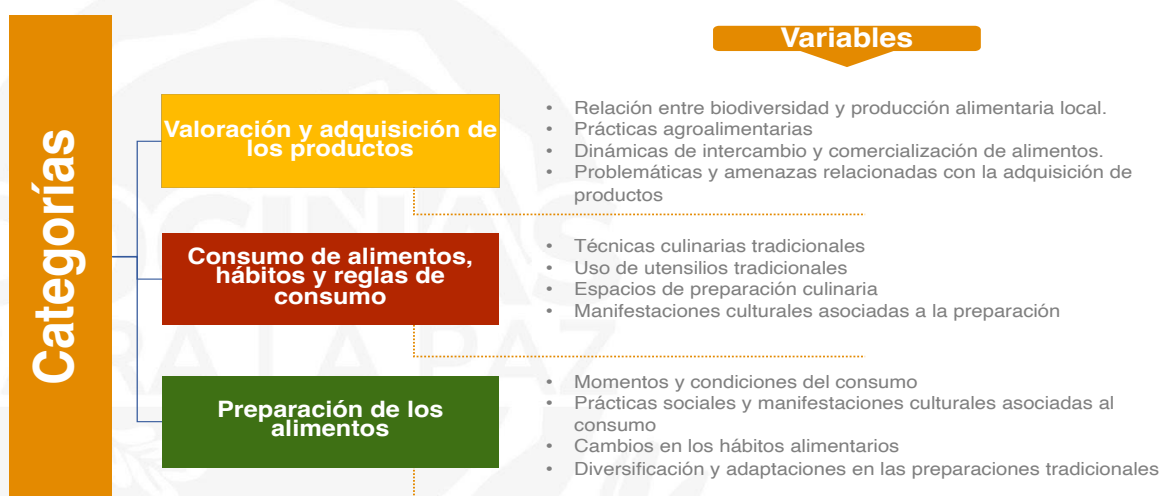 Categorías
Variables
Valoración y adquisición de
los productos
• Relación entre biodiversidad y producción alimentaria local.
• Prácticas agroalimentarias
• Dinámicas de intercambio y comercialización de alimentos.
• Problemáticas y amenazas relacionadas con la adquisición de
productos
Consumo de alimentos,
hábitos y reglas de
consumo
• Técnicas culinarias tradicionales
• Uso de utensilios tradicionales
• Espacios de preparación culinaria
• Manifestaciones culturales asociadas a la preparación
Preparación de los
alimentos
• Momentos y condiciones del consumo
• Prácticas sociales y manifestaciones culturales asociadas al
consumo
• Cambios en los hábitos alimentarios
• Diversificación y adaptaciones en las preparaciones tradicionales